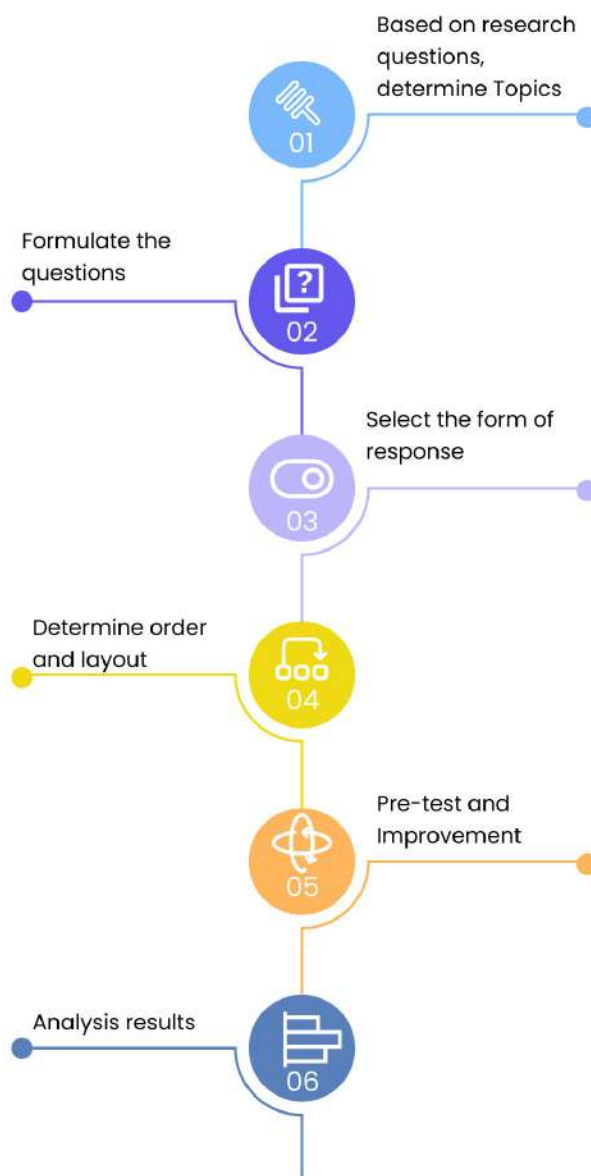 Based on research
questions,
determine Topics
01
Formulate the
questions
?
02
Select the form of
response
03
Determine order
and layout
04
Pre-test and
Improvement
05
Analysis results
06